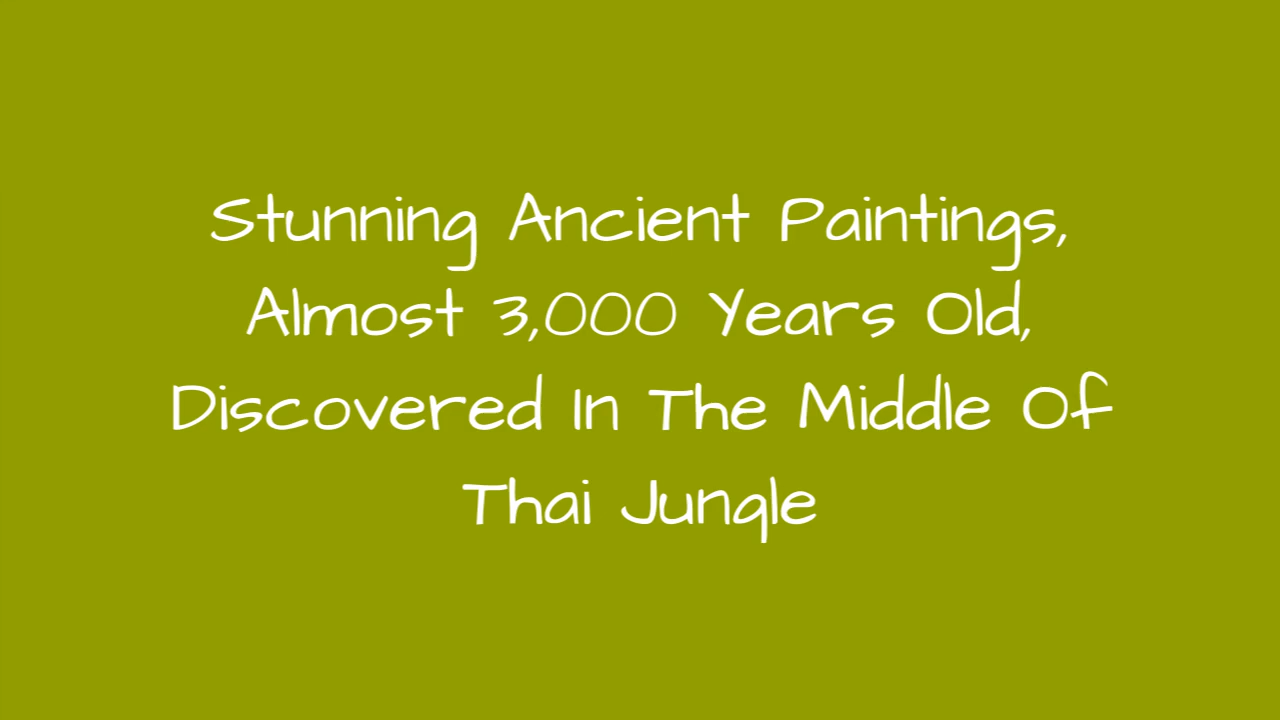 Stunning Ancient Paintings,
Almost 3,000 Years Old,
Discovered In The Middle Of
Thai Jungle